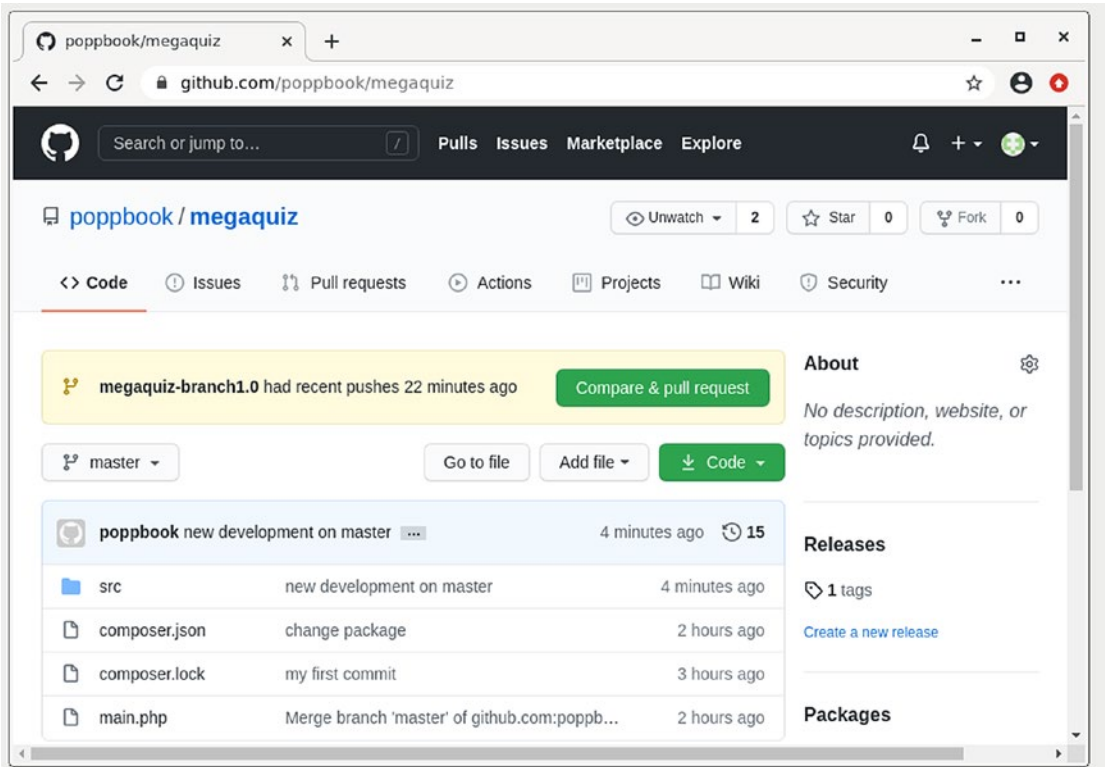 poppbook/megaquiz
github.com/poppbook/megaquiz
Search or jump to... / Pulls Issues Marketplace Explore
poppbook / megaquiz Unwatch 2 Star 0 Fork 0
Code Issues Pull requests Actions Projects Wiki Security ...
megaquiz-branch1.0 had recent pushes 22 minutes ago Compare & pull request
master Go to file Add file Code
poppbook new development on master ... 4 minutes ago 15
src new development on master 4 minutes ago
composer.json change package 2 hours ago
composer.lock my first commit 3 hours ago
main.php Merge branch 'master' of github.com:poppb... 2 hours ago
About
No description, website, or
topics provided.
Releases
1 tags
Create a new release
Packages